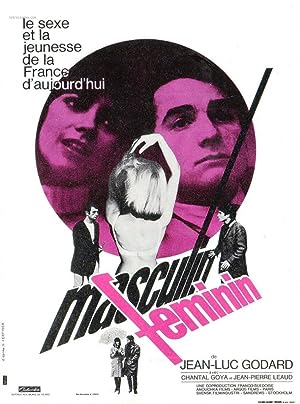 le sexe
et la
jeunesse
de la
France
d'aujourd'hui
masculin
feminin
de
JEAN-LUC GODARD
CHANTAL GOYA et JEAN-PIERRE LEAUD
UNE COPRODUCTION FRANCO-SUEDOISE
ANOUCHKA FILMS - ARGOS FILMS - PARIS
SVENSK FILMINDUSTRI - SANDREWS - STOCKHOLM